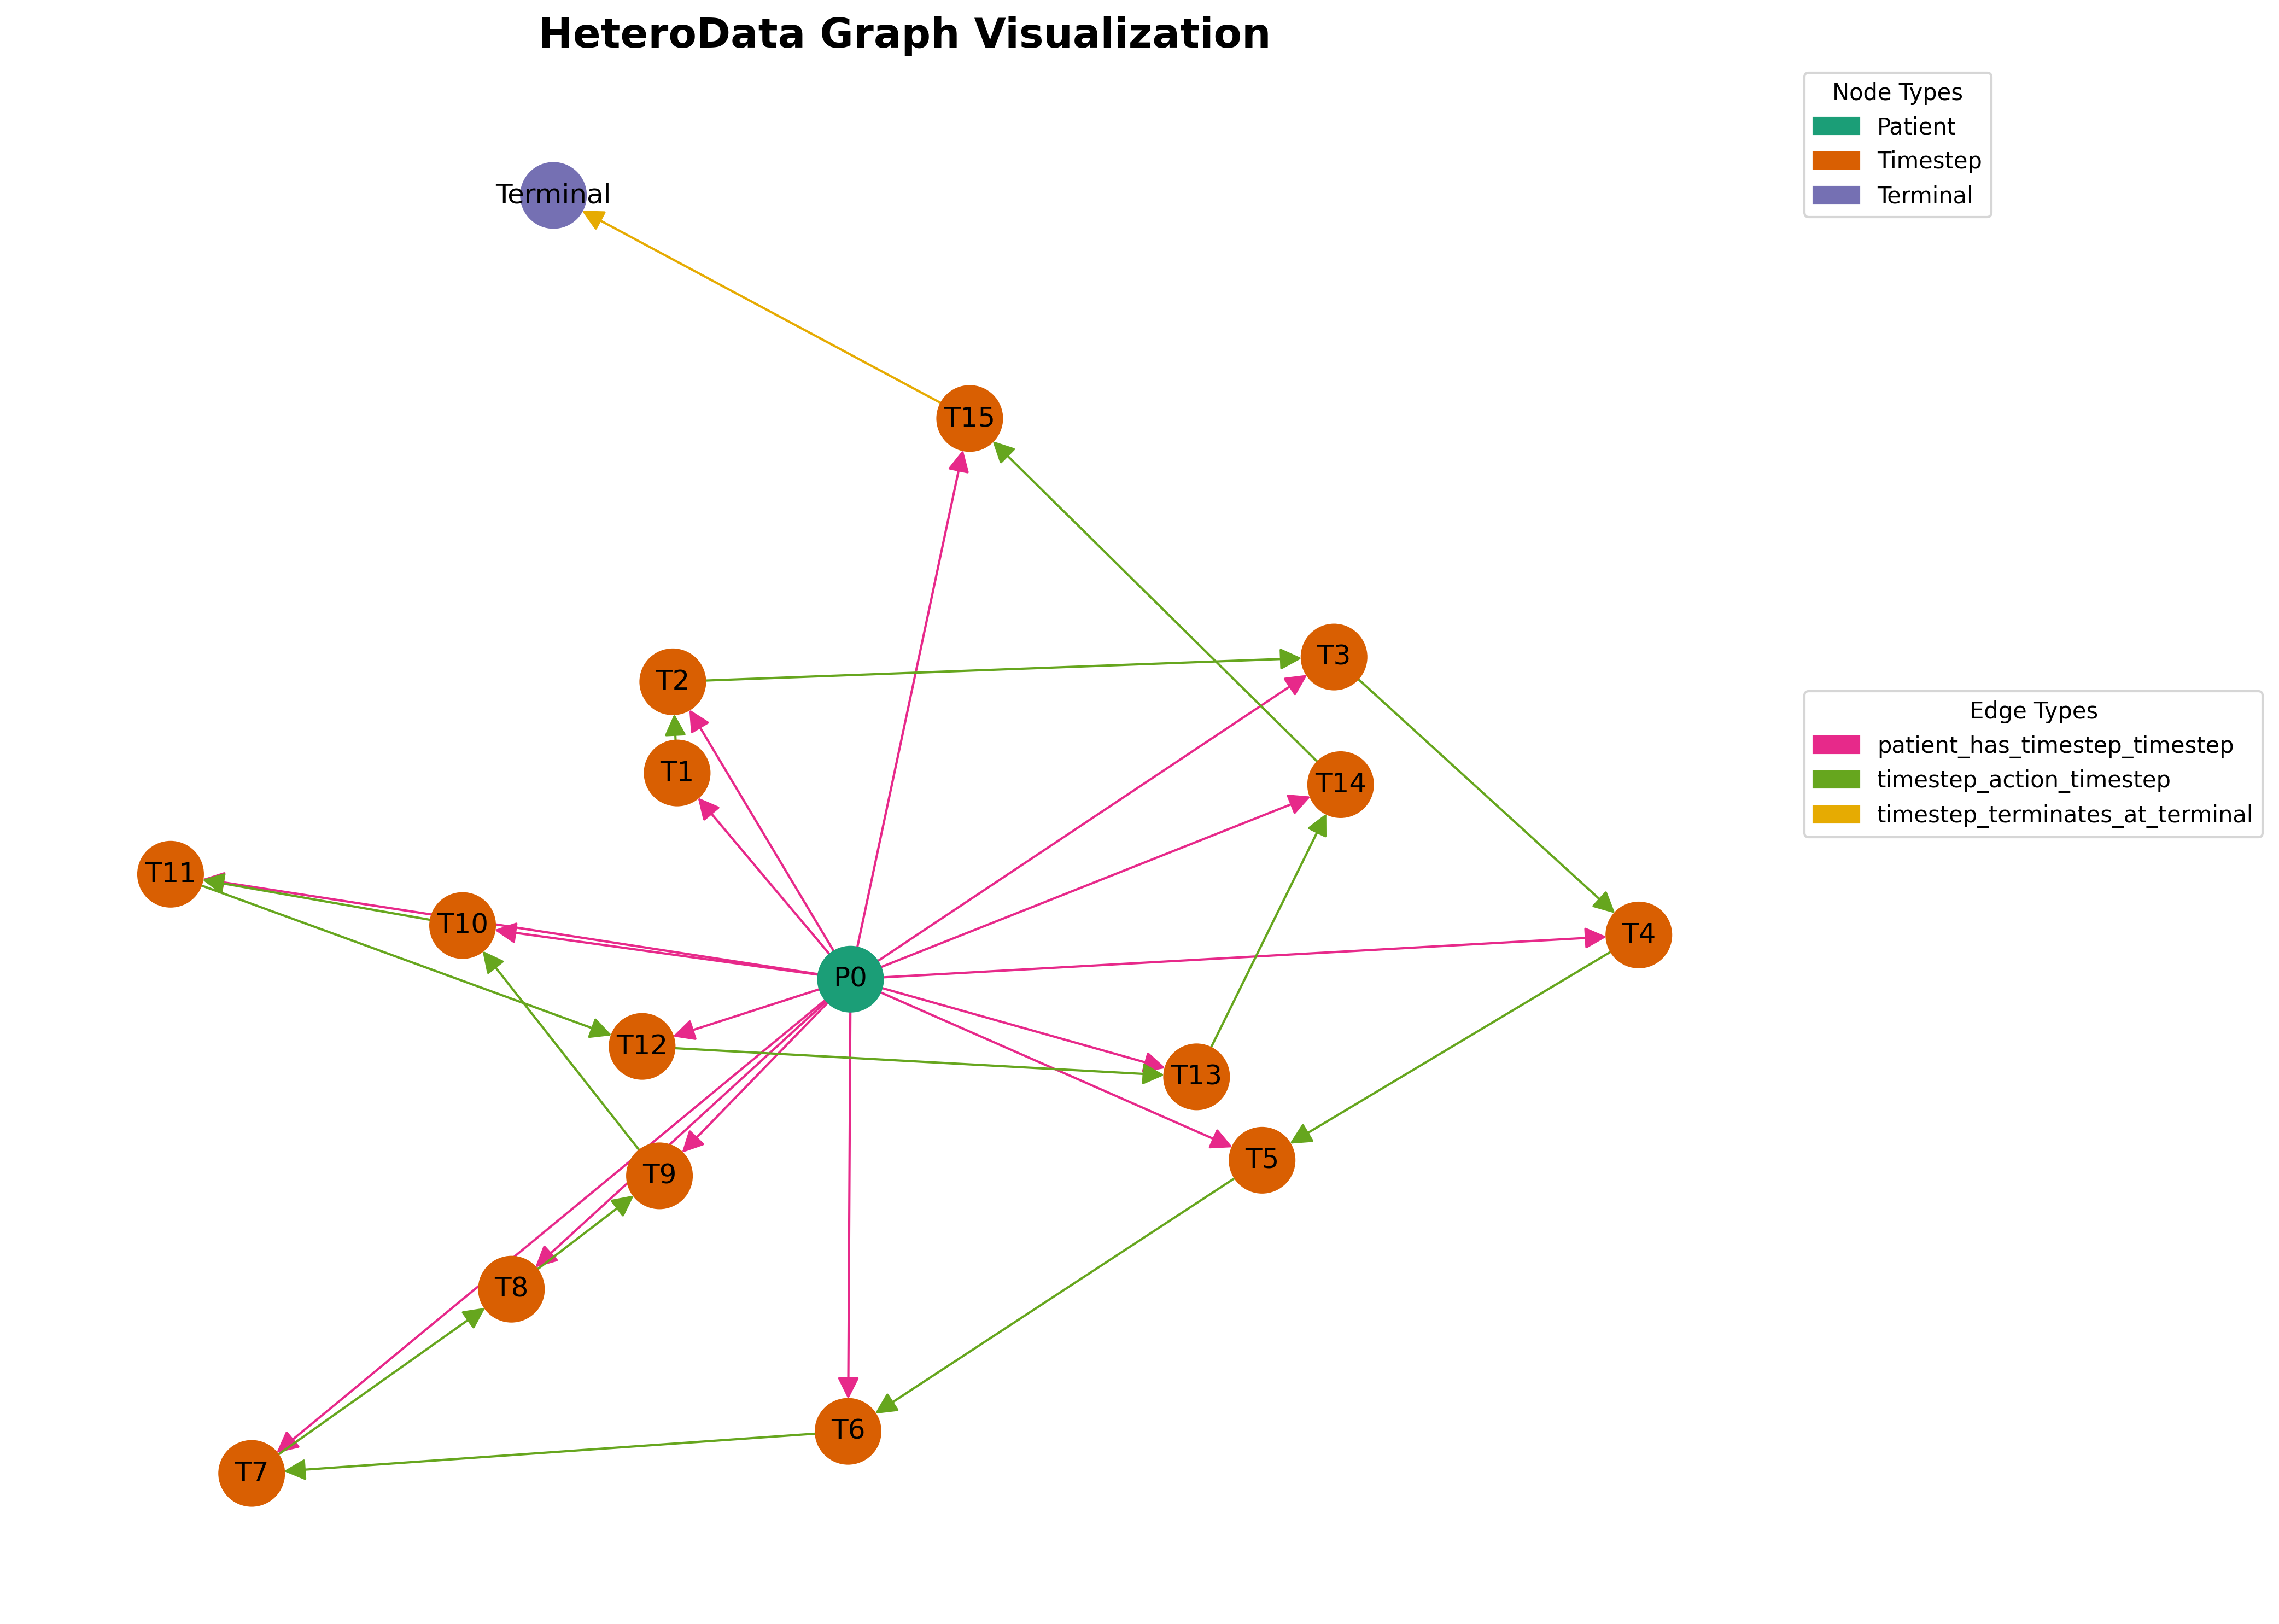 HeteroData Graph Visualization
Node Types
Patient
Timestep
Terminal
Terminal
T15
T3
T2
T1
T14
Edge Types
patient_has_timestep_timestep
timestep_action_timestep
timestep_terminates_at_terminal
T11
T10
T4
P0
T12
T13
T5
T9
T8
T6
T7